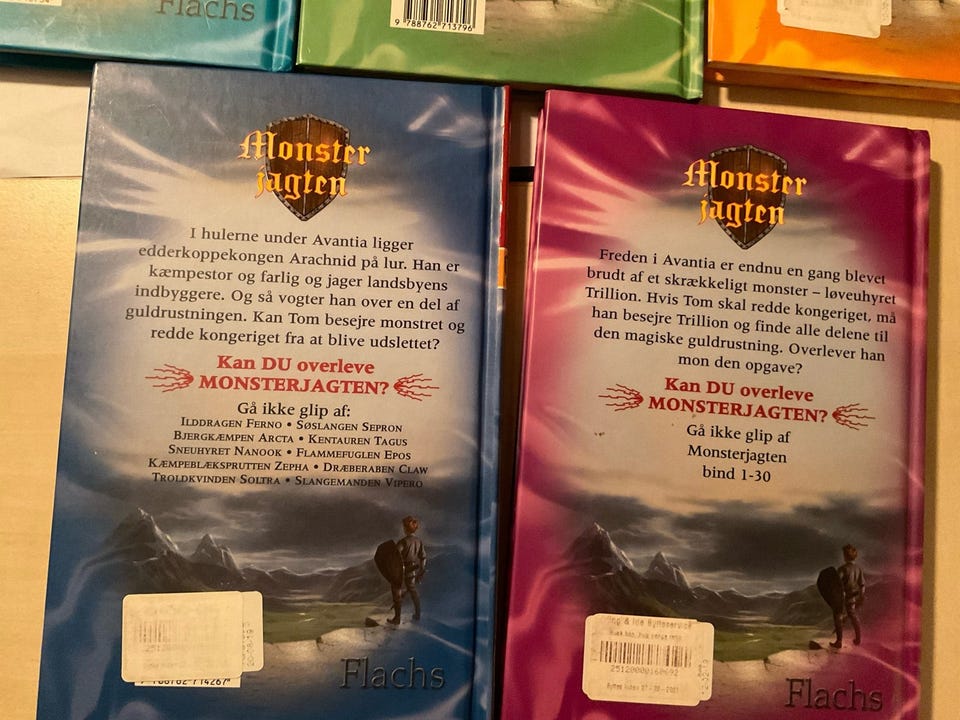 Flachs
9 788762 713796
Monster
jagten
I hulerne under Avantia ligger
edderkoppekongen Arachnid på lur. Han er
kæmpestor og farlig og jager landsbyens
indbyggere. Og så vogter han over en del af
guldrustningen. Kan Tom besejre monstret og
redde kongeriget fra at blive udslettet?
Kan DU overleve
MONSTERJAGTEN?
Gå ikke glip af:
ILDDRAGEN FERNO • SØSLANGEN SEPRON
BJERGKÆMPEN ARCTA • KENTAUREN TAGUS
SNEUHYRET NANOOK • FLAMMEFUGLEN EPOS
KÆMPEBLÆKSPRUTTEN ZEPHA • DRÆBERABEN CLAW
TROLDKVINDEN SOLTRA • SLANGEMANDEN VIPERO
Flachs
Monster
jagten
Freden i Avantia er endnu en gang blevet
brudt af et skrækkeligt monster – løveuhyret
Trillion. Hvis Tom skal redde kongeriget, må
han besejre Trillion og finde alle delene til
den magiske guldrustning. Overlever han
mon den opgave?
Kan DU overleve
MONSTERJAGTEN?
Gå ikke glip af
Monsterjagten
bind 1-30
& Ide Bytteservice
Flachs